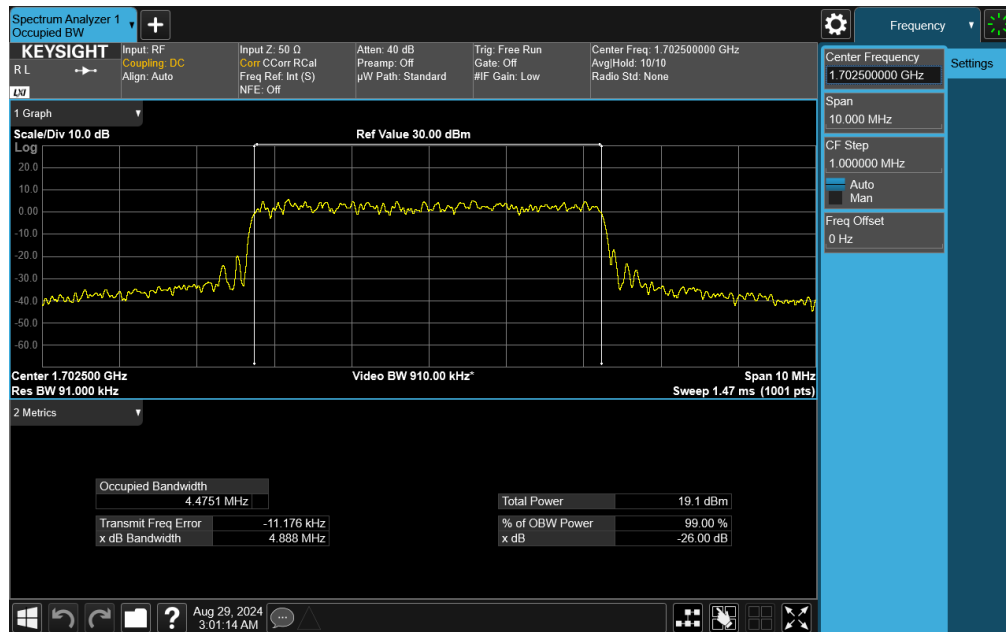 Spectrum Analyzer 1
Occupied BW
Frequency
KEYSIGHT
R L
LXI
Input: RF
Coupling: DC
Align: Auto
Input Z: 50 Ω
Corr CCorr RCal
Freq Ref: Int (S)
NFE: Off
Atten: 40 dB
Preamp: Off
µW Path: Standard
Trig: Free Run
Gate: Off
#IF Gain: Low
Center Freq: 1.702500000 GHz
Avg|Hold: 10/10
Radio Std: None
Center Frequency
1.702500000 GHz
Settings
Span
10.000 MHz
CF Step
1.000000 MHz
Auto
Man
Freq Offset
0 Hz
1 Graph
Scale/Div 10.0 dB
Ref Value 30.00 dBm
Log
20.0
10.0
0.00
-10.0
-20.0
-30.0
-40.0
-50.0
-60.0
Center 1.702500 GHz
Video BW 910.00 kHz*
Span 10 MHz
Res BW 91.000 kHz
Sweep 1.47 ms (1001 pts)
2 Metrics
Occupied Bandwidth
4.4751 MHz
Total Power 19.1 dBm
Transmit Freq Error -11.176 kHz
% of OBW Power 99.00 %
x dB Bandwidth 4.888 MHz
x dB -26.00 dB
?
Aug 29, 2024
3:01:14 AM